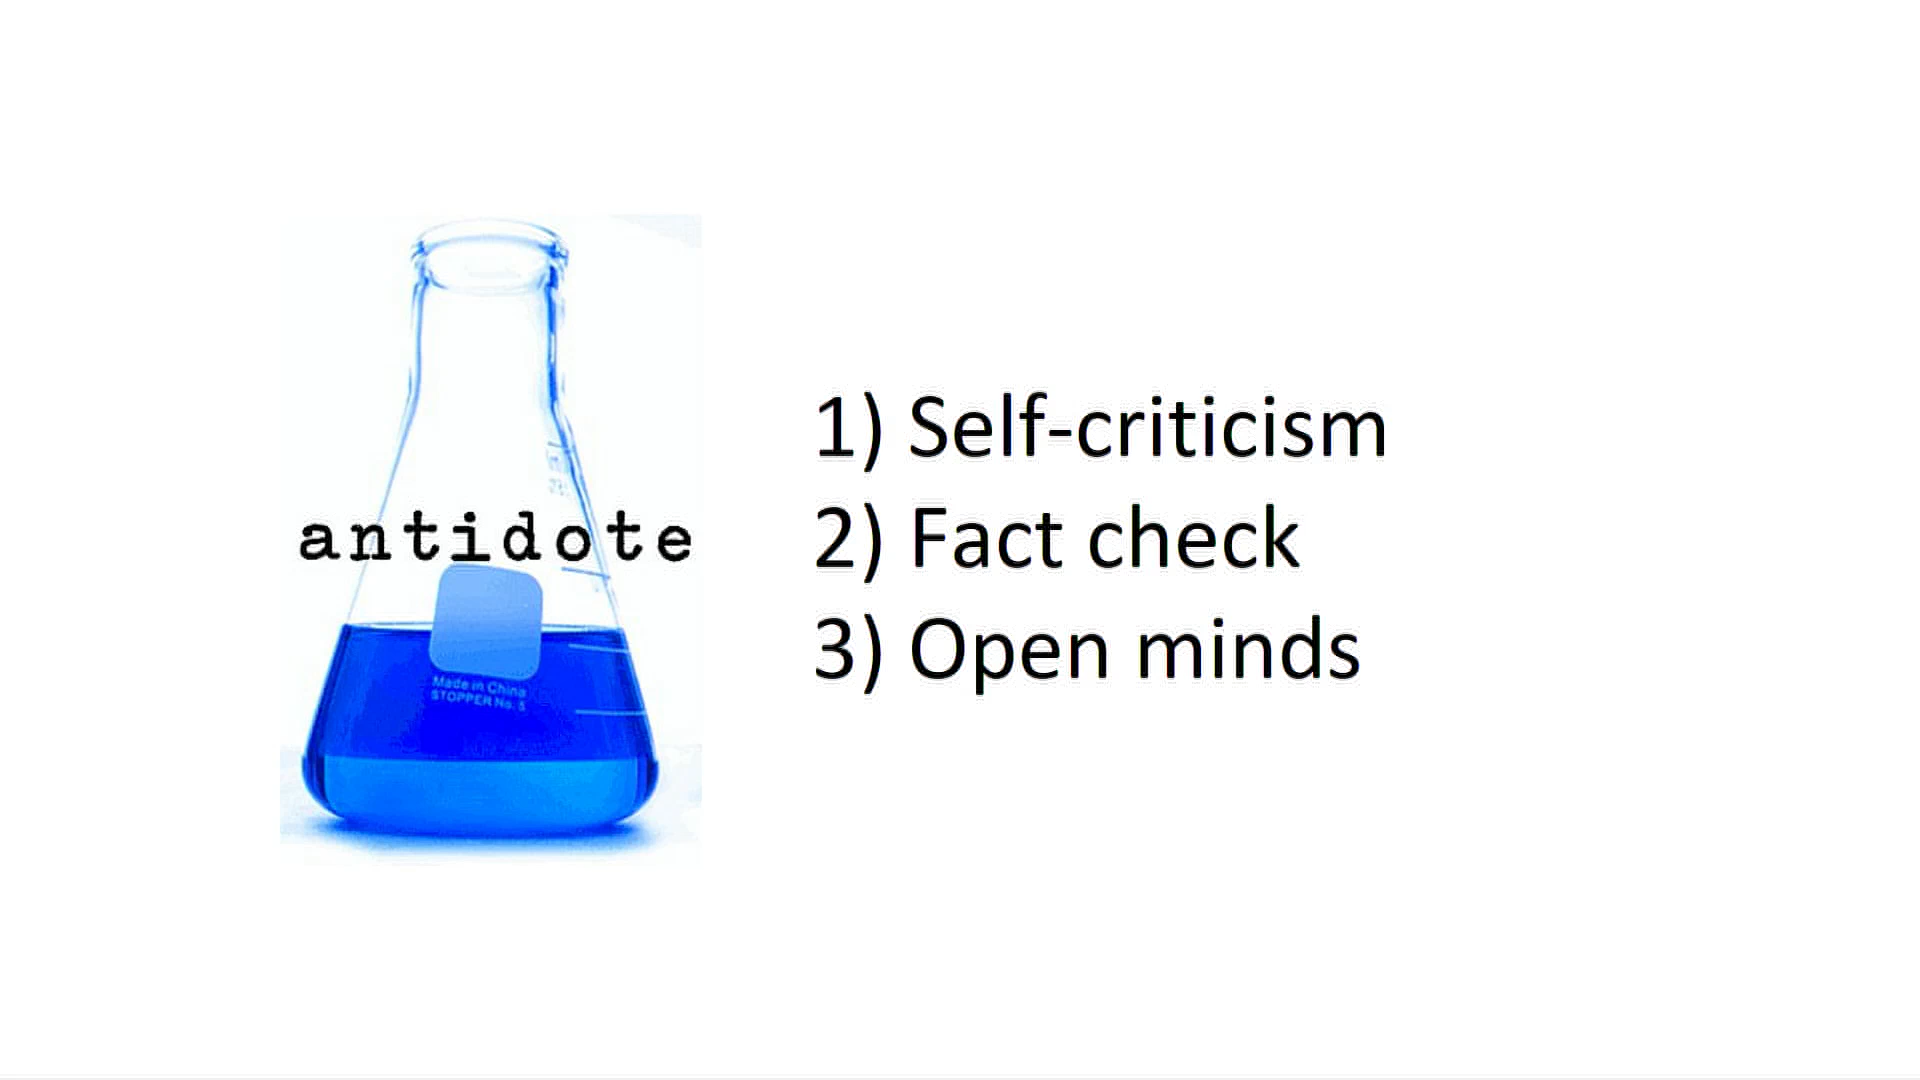 antidote
Made in China
STOPPER No. 5
1) Self-criticism
2) Fact check
3) Open minds